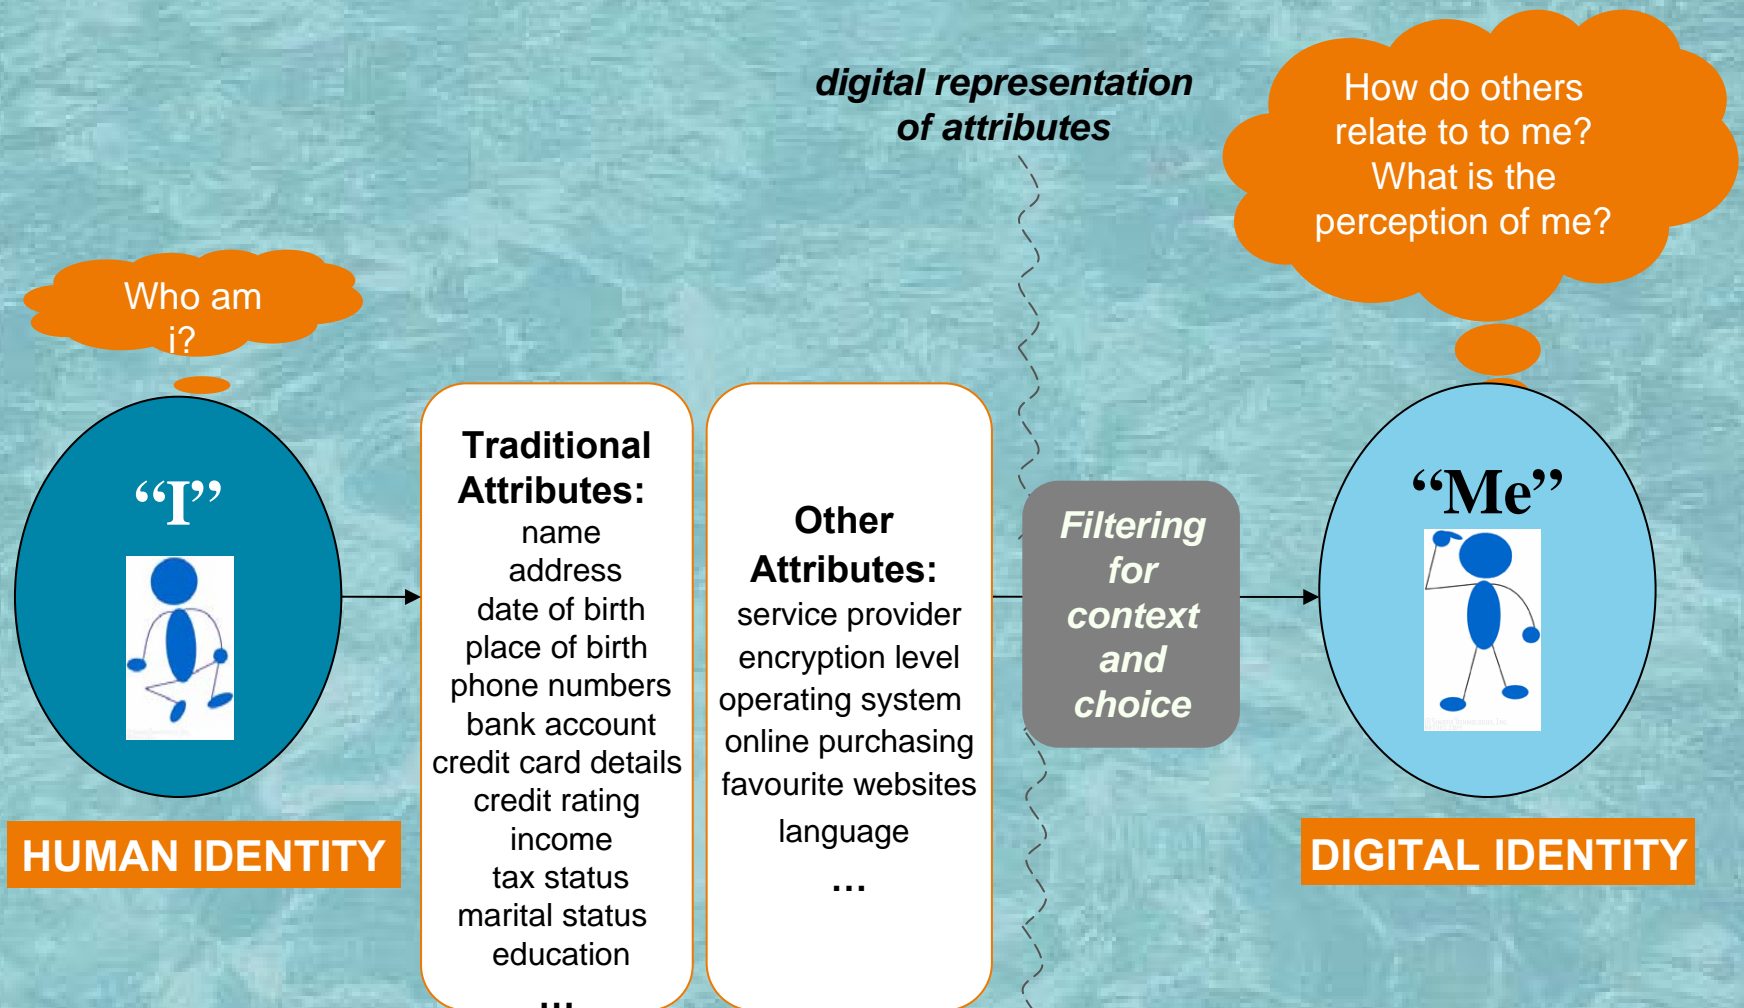 digital representation
of attributes
How do others
relate to to me?
What is the
perception of me?
Who am
i?
“I”
HUMAN IDENTITY
Traditional
Attributes:
name
address
date of birth
place of birth
phone numbers
bank account
credit card details
credit rating
income
tax status
marital status
education
...
Other
Attributes:
service provider
encryption level
operating system
online purchasing
favourite websites
language
...
Filtering
for
context
and
choice
“Me”
DIGITAL IDENTITY